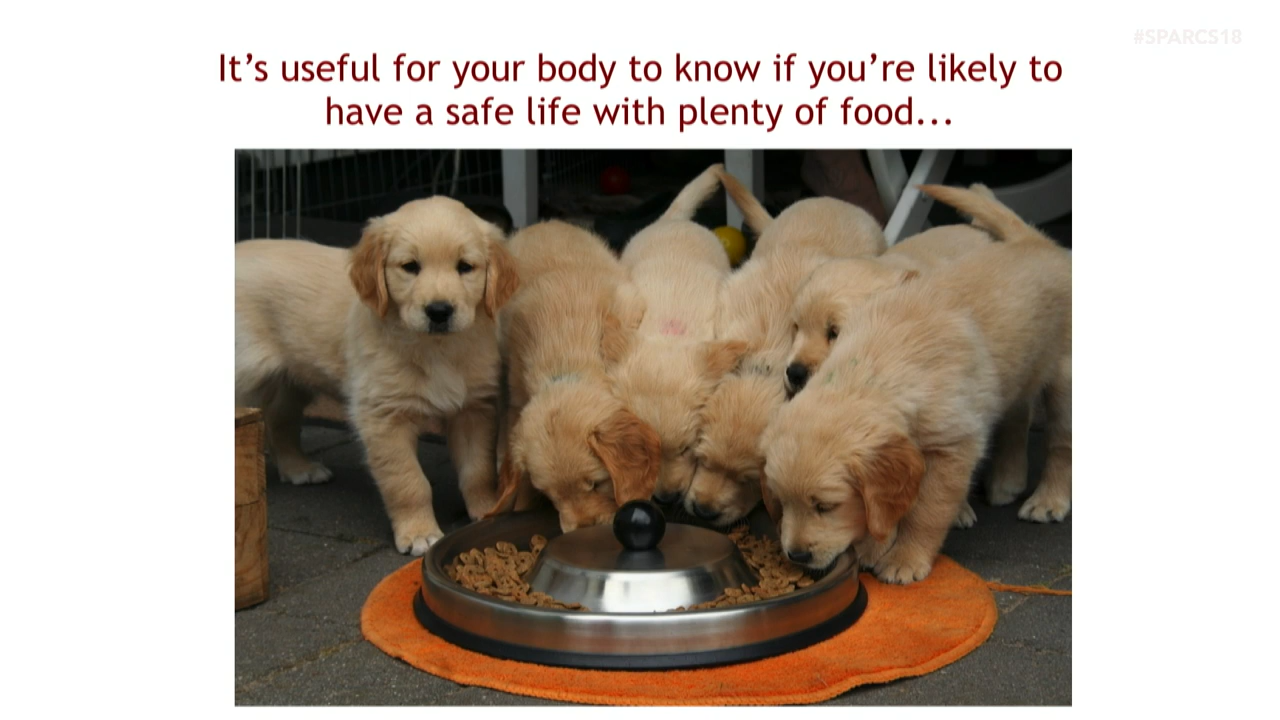 #SPARCS18
It’s useful for your body to know if you’re likely to
have a safe life with plenty of food...